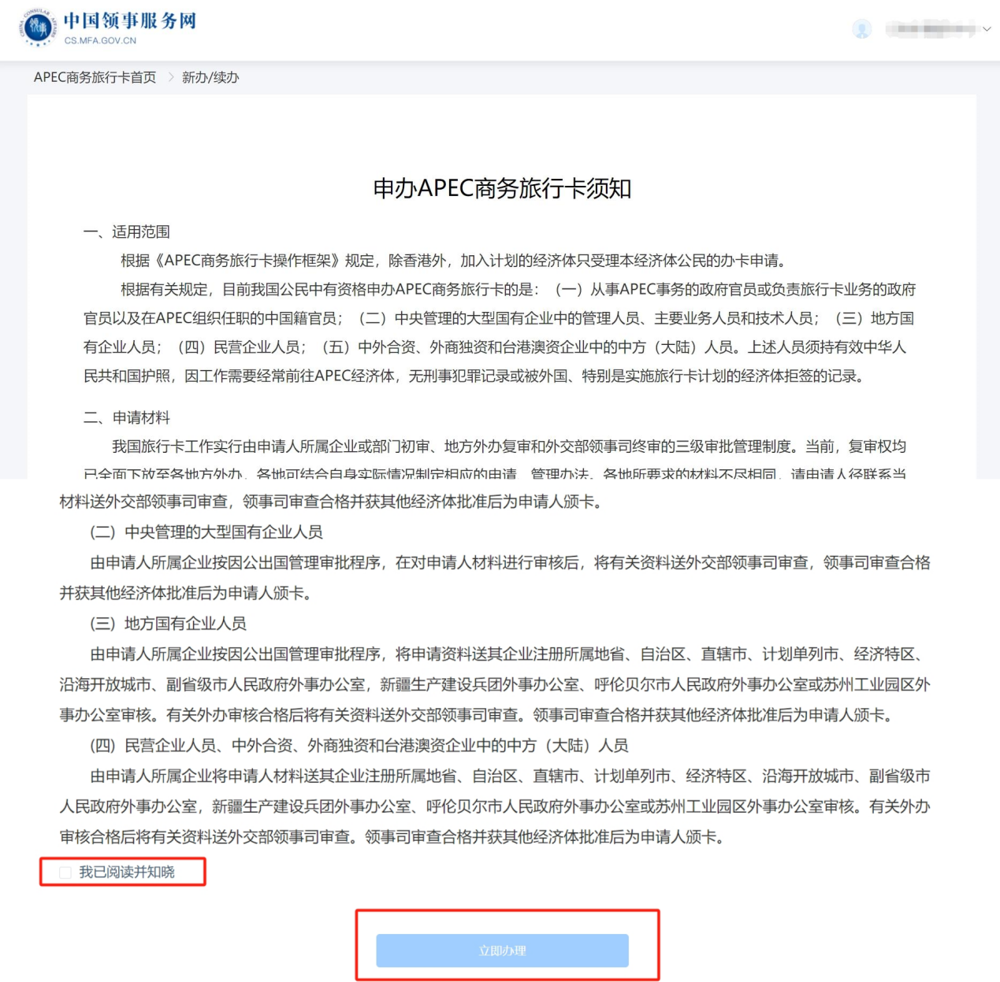 中国领事服务网
CS.MFA.GOV.CN
APEC商务旅行卡首页 > 新办/续办
申办APEC商务旅行卡须知
一、适用范围
根据《APEC商务旅行卡操作框架》规定，除香港外，加入计划的经济体只受理本经济体公民的办卡申请。
根据有关规定，目前我国公民中有资格申办APEC商务旅行卡的是：（一）从事APEC事务的政府官员或负责旅行卡业务的政府
官员以及在APEC组织任职的中国籍官员；（二）中央管理的大型国有企业中的管理人员、主要业务人员和技术人员；（三）地方国
有企业人员；（四）民营企业人员；（五）中外合资、外商独资和台港澳资企业中的中方（大陆）人员。上述人员须持有效中华人
民共和国护照，因工作需要经常前往APEC经济体，无刑事犯罪记录或被外国、特别是实施旅行卡计划的经济体拒签的记录。
二、申请材料
我国旅行卡工作实行由申请人所属企业或部门初审、地方外办复审和外交部领事司终审的三级审批管理制度。当前，复审权均
已全面下放至各地方外办，各地可结合自身实际情况制定相应的申请、管理办法。各地所要求的材料不尽相同，请申请人径联系当
材料送外交部领事司审查，领事司审查合格并获其他经济体批准后为申请人颁卡。
(二) 中央管理的大型国有企业人员
由申请人所属企业按因公出国管理审批程序，在对申请人材料进行审核后，将有关资料送外交部领事司审查，领事司审查合格
并获其他经济体批准后为申请人颁卡。
(三) 地方国有企业人员
由申请人所属企业按因公出国管理审批程序，将申请资料送其企业注册所属地省、自治区、直辖市、计划单列市、经济特区、
沿海开放城市、副省级市人民政府外事办公室，新疆生产建设兵团外事办公室、呼伦贝尔市人民政府外事办公室或苏州工业园区外
事办公室审核。有关外办审核合格后将有关资料送外交部领事司审查。领事司审查合格并获其他经济体批准后为申请人颁卡。
(四) 民营企业人员、中外合资、外商独资和台港澳资企业中的中方（大陆）人员
由申请人所属企业将申请人材料送其企业注册所属地省、自治区、直辖市、计划单列市、经济特区、沿海开放城市、副省级市
人民政府外事办公室，新疆生产建设兵团外事办公室、呼伦贝尔市人民政府外事办公室或苏州工业园区外事办公室审核。有关外办
审核合格后将有关资料送外交部领事司审查。领事司审查合格并获其他经济体批准后为申请人颁卡。
我已阅读并知晓
立即办理